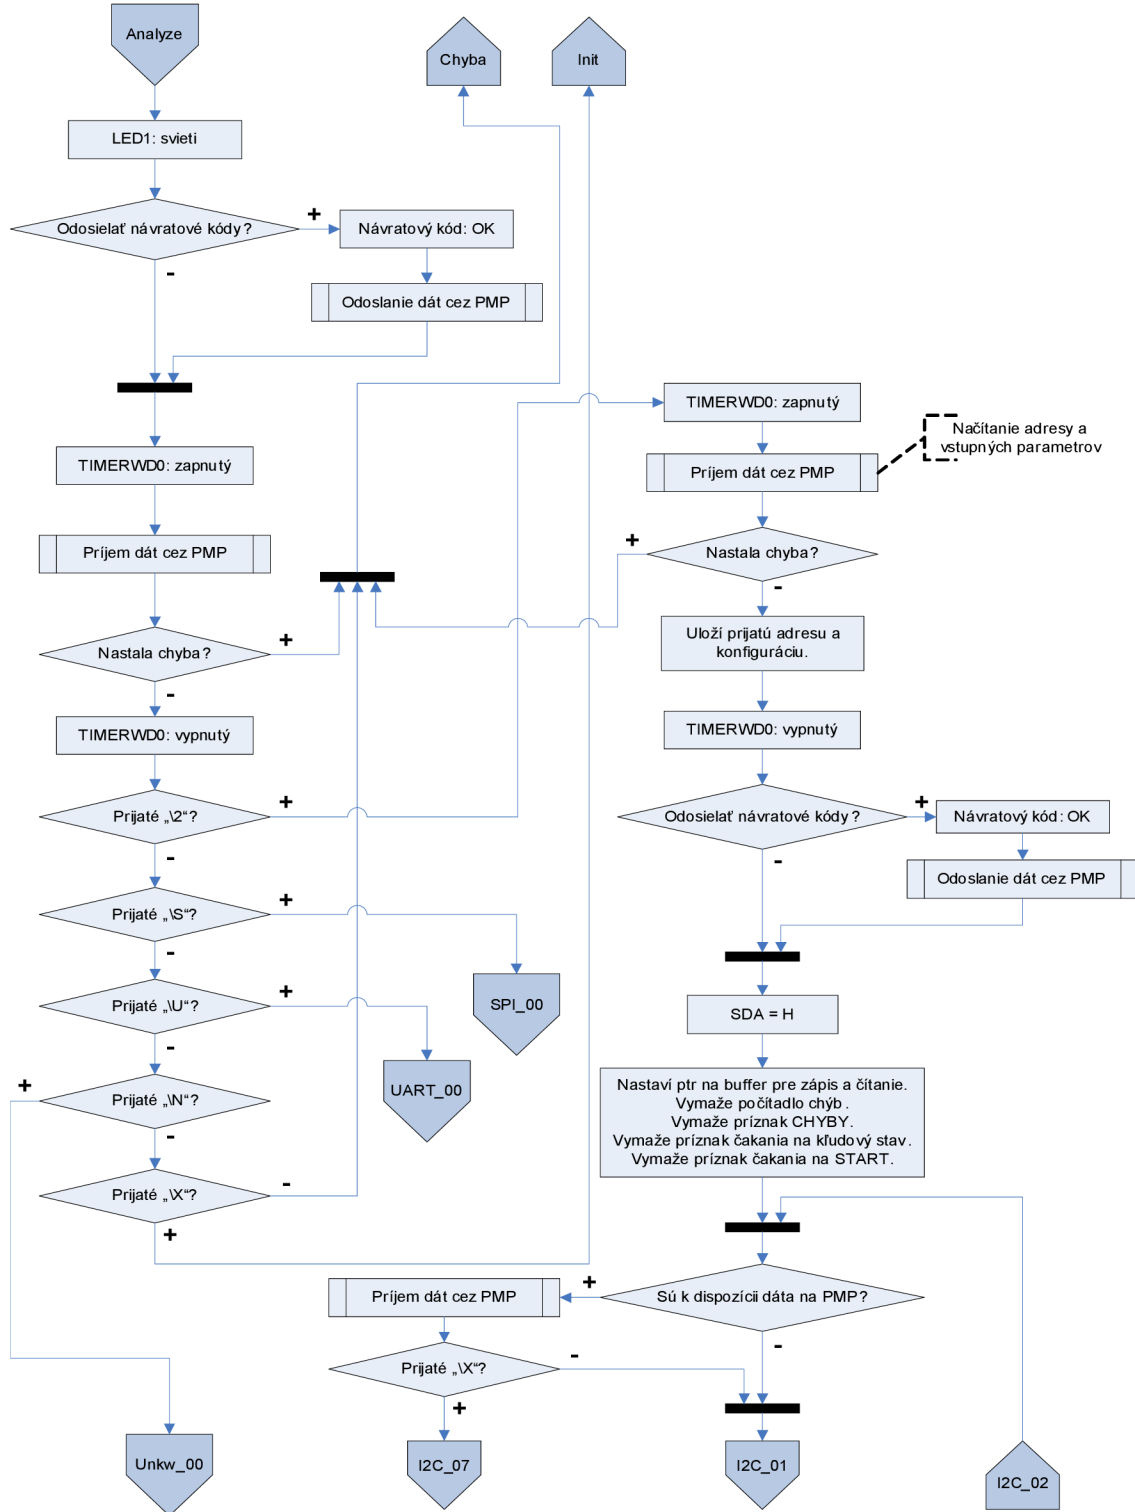 Analyze
Chyba
Init
LED1: svieti
Odosielať návratové kódy?
+
Návratový kód: OK
-
Odoslanie dát cez PMP
TIMERWD0: zapnutý
Príjem dát cez PMP
Nastala chyba?
+
-
TIMERWD0: vypnutý
Prijaté „\2“?
+
-
Prijaté „\S“?
+
-
SPI_00
Prijaté „\U“?
+
-
UART_00
Prijaté „\N“?
+
-
Prijaté „\X“?
-
+
Unkw_00
TIMERWD0: zapnutý
Načítanie adresy a
vstupných parametrov
Príjem dát cez PMP
Nastala chyba?
+
-
Uloží prijatú adresu a
konfiguráciu.
TIMERWD0: vypnutý
Odosielať návratové kódy?
+
Návratový kód: OK
-
Odoslanie dát cez PMP
SDA = H
Nastaví ptr na buffer pre zápis a čítanie.
Vymaže počítadlo chýb.
Vymaže príznak CHYBY.
Vymaže príznak čakania na kľudový stav.
Vymaže príznak čakania na START.
Sú k dispozícii dáta na PMP?
+
-
Príjem dát cez PMP
Prijaté „\X“?
-
+
I2C_07
I2C_01
I2C_02